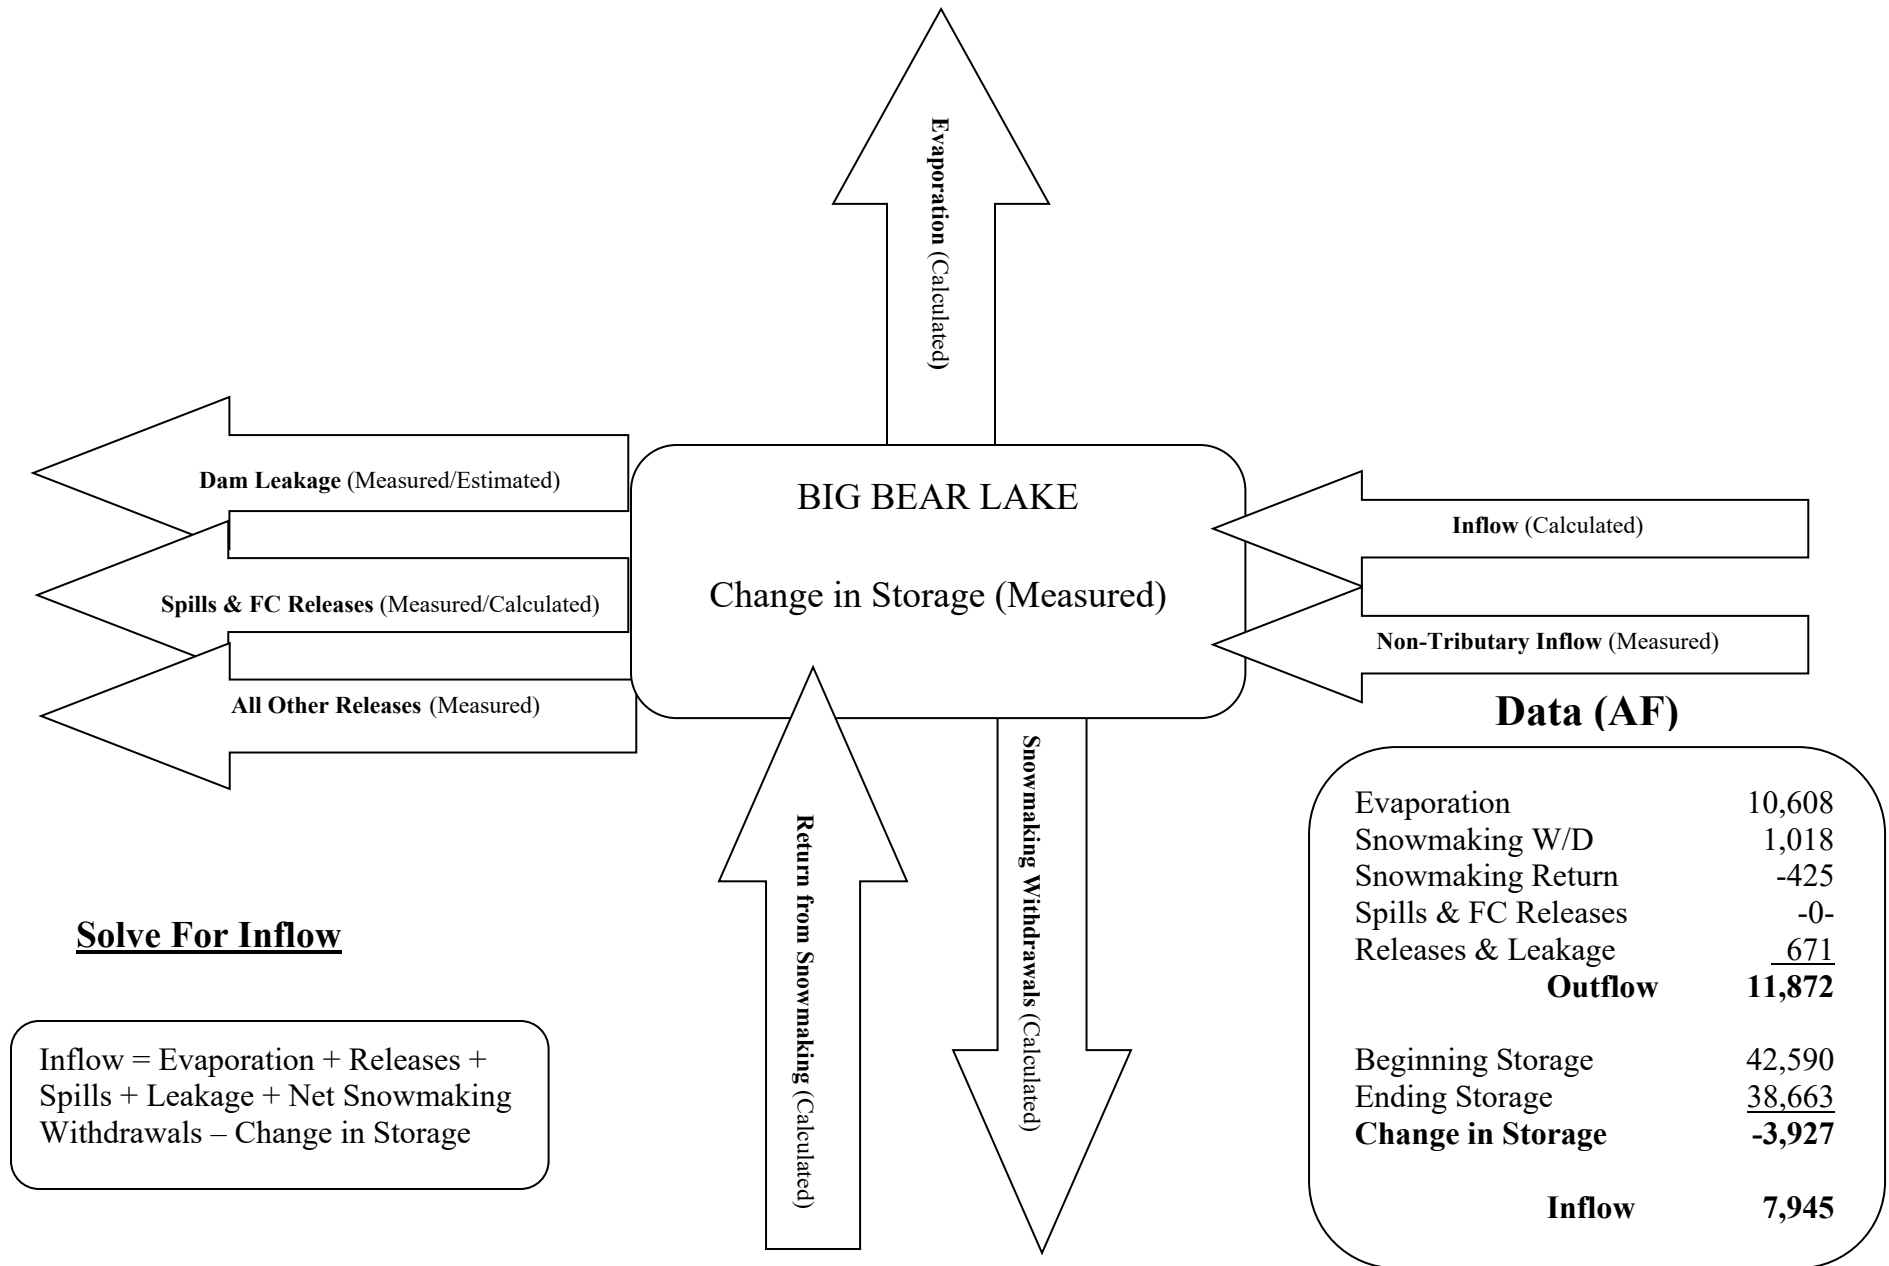 Evaporation (Calculated)
Dam Leakage (Measured/Estimated)
Spills & FC Releases (Measured/Calculated)
All Other Releases (Measured)
BIG BEAR LAKE
Change in Storage (Measured)
Inflow (Calculated)
Non-Tributary Inflow (Measured)
Return from Snowmaking (Calculated)
Snowmaking Withdrawals (Calculated)
Solve For Inflow
Inflow = Evaporation + Releases +
Spills + Leakage + Net Snowmaking
Withdrawals – Change in Storage
Data (AF)
Evaporation 10,608
Snowmaking W/D 1,018
Snowmaking Return -425
Spills & FC Releases -0-
Releases & Leakage 671
Outflow 11,872
Beginning Storage 42,590
Ending Storage 38,663
Change in Storage -3,927
Inflow 7,945